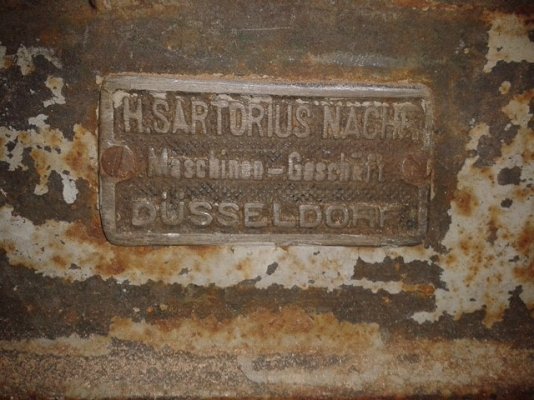 H. SARTORIUS NACHF.
Maschinen-Geschäft
DÜSSELDORF